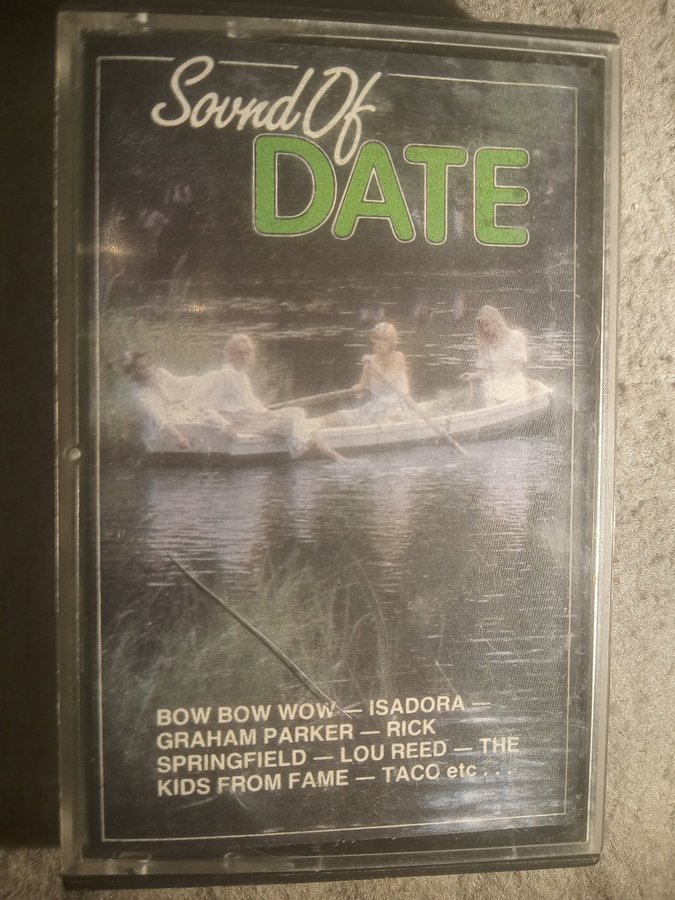 Sound Of
DATE
BOW BOW WOW — ISADORA —
GRAHAM PARKER — RICK
SPRINGFIELD — LOU REED — THE
KIDS FROM FAME — TACO etc . . .